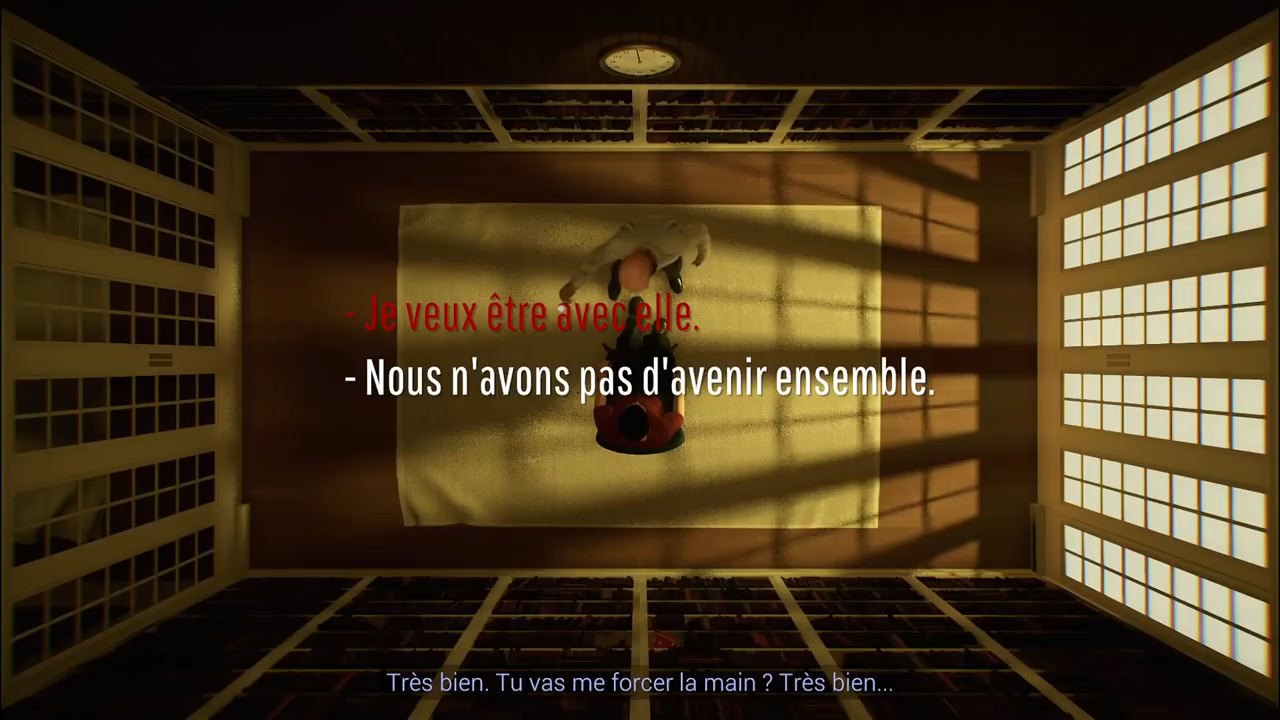 - Je veux être avec elle.
- Nous n'avons pas d'avenir ensemble.
Très bien. Tu vas me forcer la main ? Très bien...